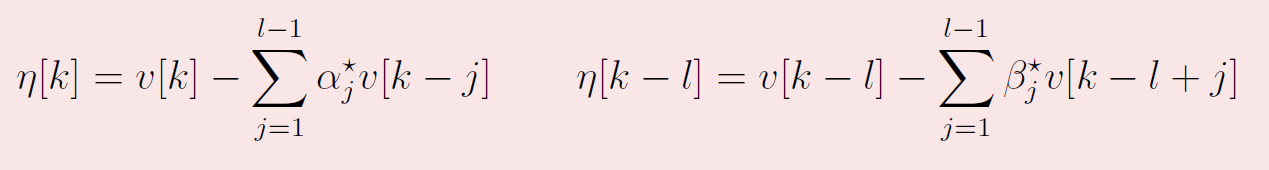 η[k] = v[k] − ∑_{j=1}^{l−1} α_j^⋆ v[k − j]    η[k − l] = v[k − l] − ∑_{j=1}^{l−1} β_j^⋆ v[k − l + j]